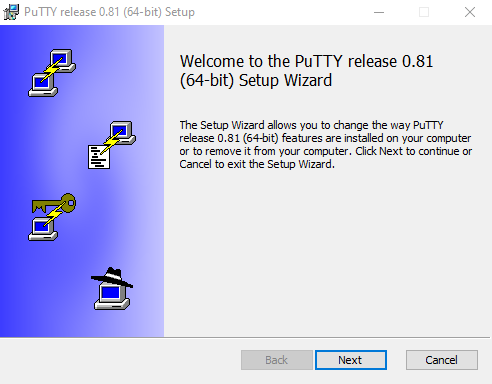 PuTTY release 0.81 (64-bit) Setup
Welcome to the PuTTY release 0.81
(64-bit) Setup Wizard
The Setup Wizard allows you to change the way PuTTY
release 0.81 (64-bit) features are installed on your computer
or to remove it from your computer. Click Next to continue or
Cancel to exit the Setup Wizard.
Back Next Cancel